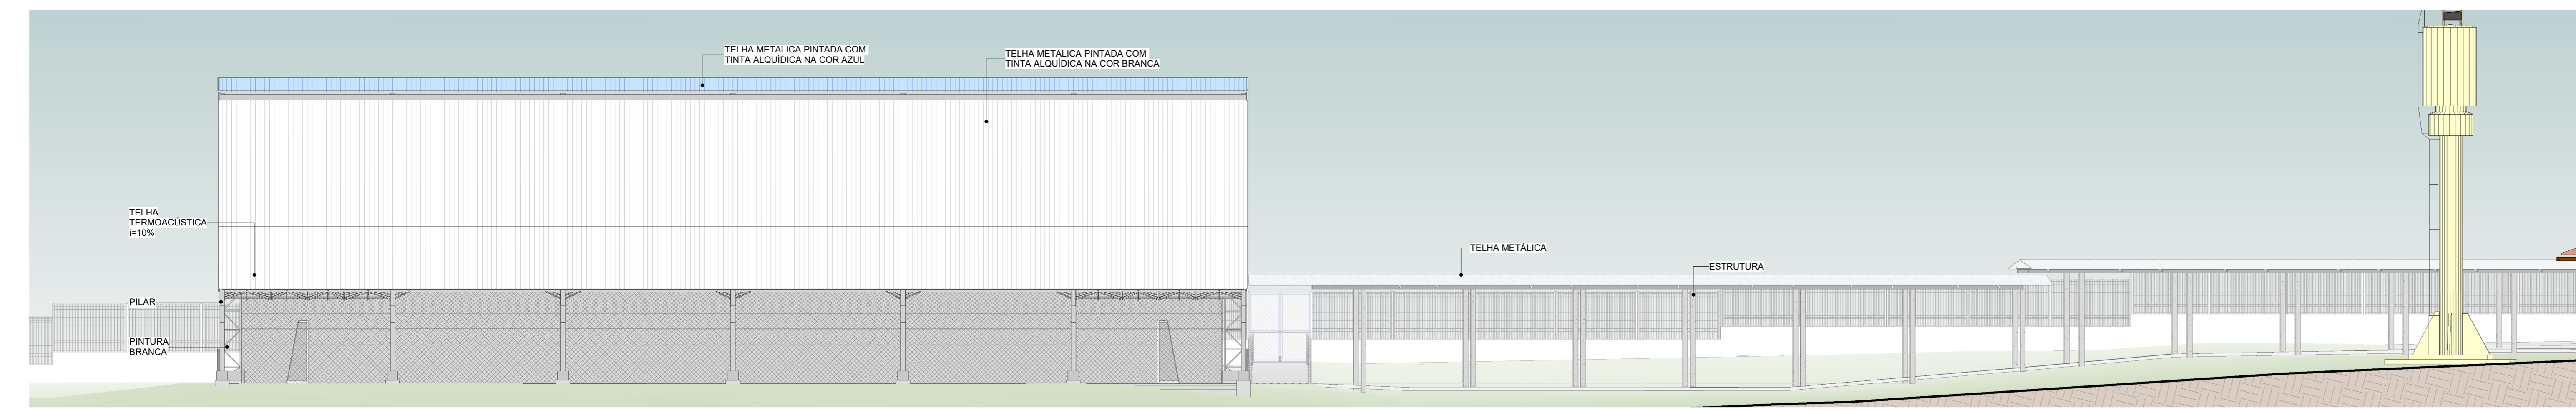 TELHA METALICA PINTADA COM
TINTA ALQUÍDICA NA COR AZUL
TELHA METALICA PINTADA COM
TINTA ALQUÍDICA NA COR BRANCA
TELHA
TERMOACÚSTICA
i=10%
TELHA METÁLICA
ESTRUTURA
PILAR
PINTURA
BRANCA